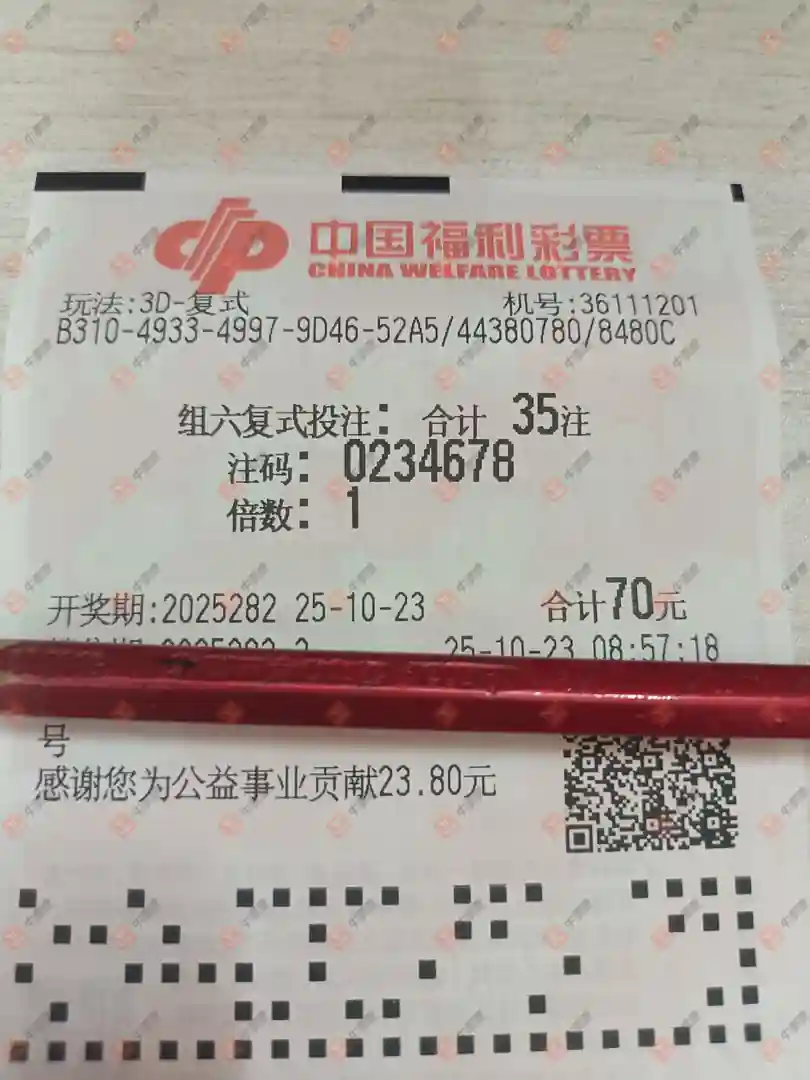 中国福利彩票
CHINA WELFARE LOTTERY
玩法:3D-复式 机号:36111201
B310-4933-4997-9D46-52A5/44380780/8480C
组六复式投注: 合计 35注
注码: 0234678
倍数: 1
开奖期:2025282 25-10-23 合计70元
25-10-23 08:57:18
号
感谢您为公益事业贡献23.80元